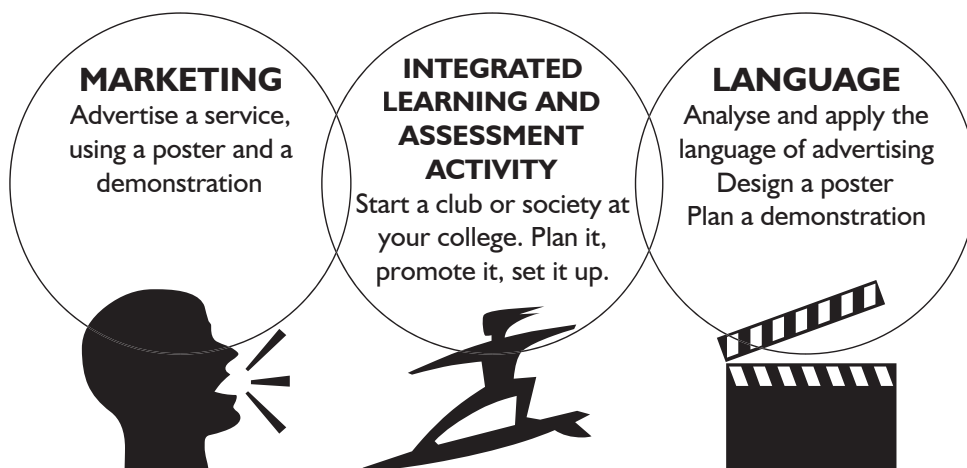 MARKETING
Advertise a service,
using a poster and a
demonstration
INTEGRATED
LEARNING AND
ASSESSMENT
ACTIVITY
Start a club or society at
your college. Plan it,
promote it, set it up.
LANGUAGE
Analyse and apply the
language of advertising
Design a poster
Plan a demonstration